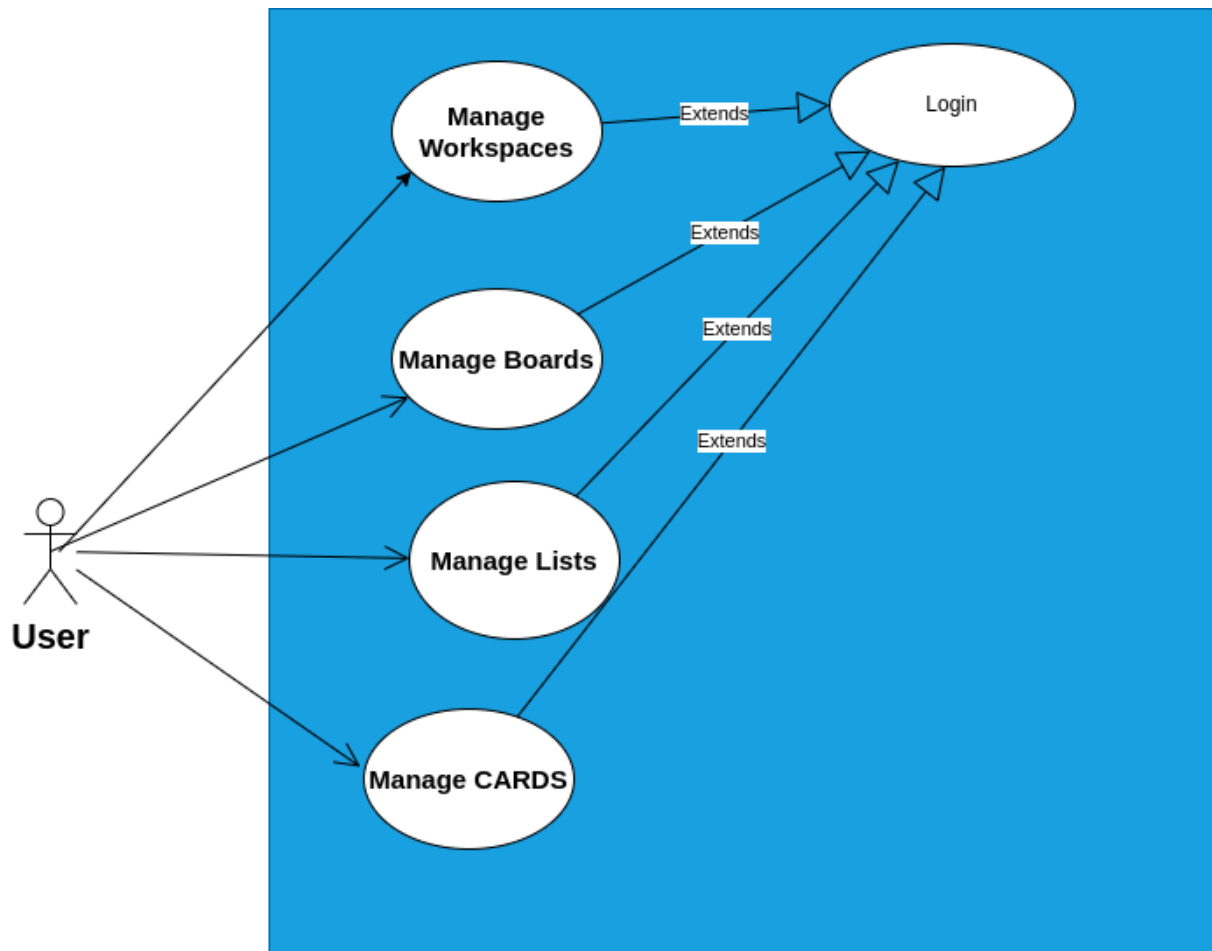 Manage
Workspaces
Extends
Login
Extends
Manage Boards
Extends
Extends
Manage Lists
User
Manage CARDS